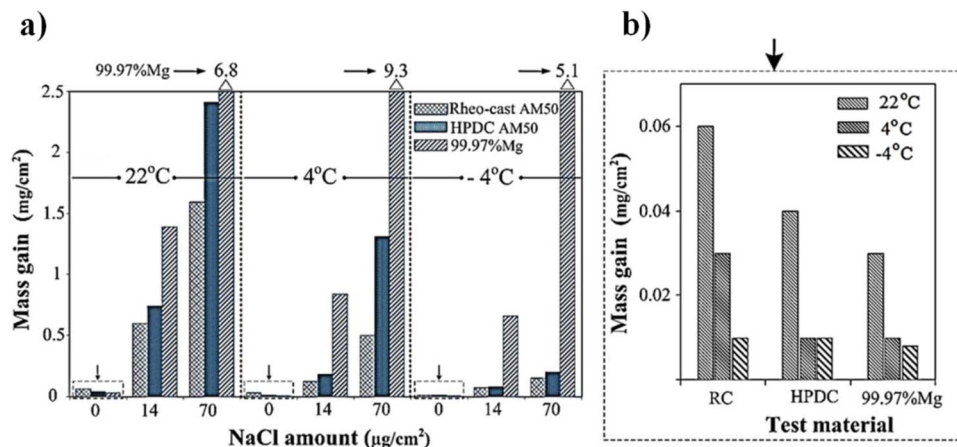 a)
99.97%Mg 6.8 9.3 5.1
2.5
2
1.5
1
0.5
0
Mass gain (mg/cm²)
Rheo-cast AM50
HPDC AM50
99.97%Mg
22°C 4°C - 4°C
0 14 70 0 14 70 0 14 70
NaCl amount (µg/cm²)
b)
22°C
4°C
-4°C
0.06
0.04
0.02
Mass gain (mg/cm²)
RC HPDC 99.97%Mg
Test material